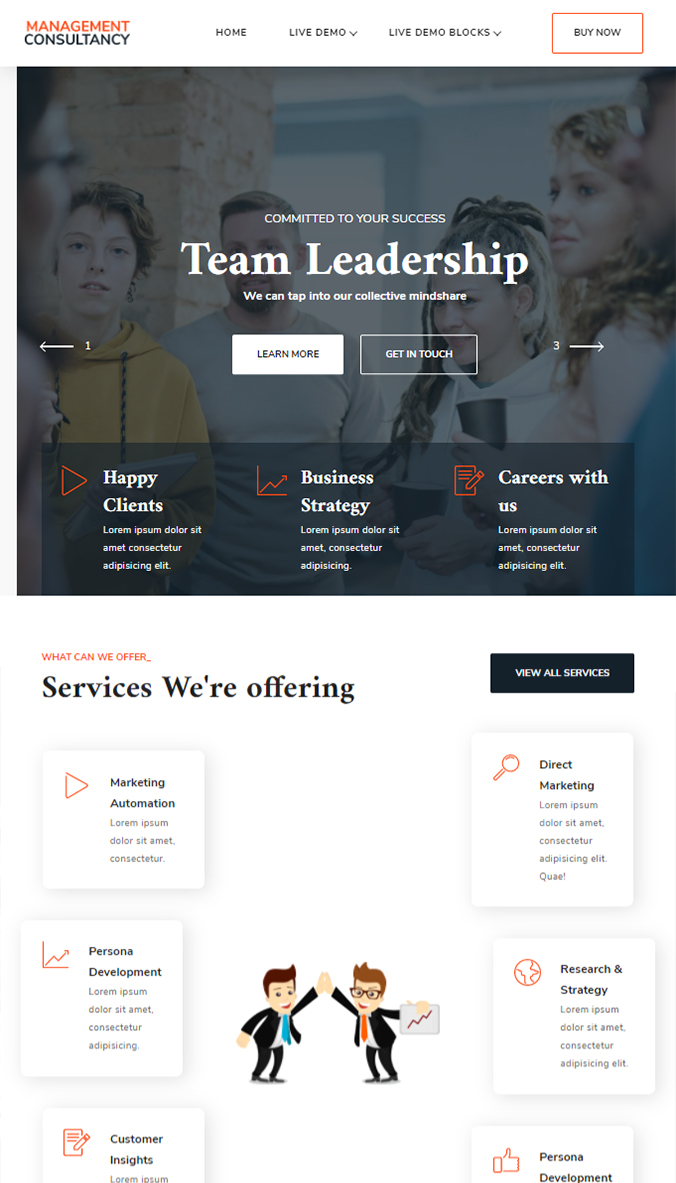 MANAGEMENT
CONSULTANCY
HOME
LIVE DEMO
LIVE DEMO BLOCKS
BUY NOW
COMMITTED TO YOUR SUCCESS
Team Leadership
We can tap into our collective mindshare
1
3
LEARN MORE
GET IN TOUCH
Happy
Clients
Lorem ipsum dolor sit
amet consectetur
adipisicing elit.
Business
Strategy
Lorem ipsum dolor sit
amet, consectetur
adipisicing.
Careers with
us
Lorem ipsum dolor sit
amet, consectetur
adipisicing elit.
WHAT CAN WE OFFER_
Services We're offering
VIEW ALL SERVICES
Marketing
Automation
Lorem ipsum
dolor sit amet,
consectetur.
Direct
Marketing
Lorem ipsum
dolor sit amet,
consectetur
adipisicing elit.
Quae!
Persona
Development
Lorem ipsum
dolor sit amet,
consectetur
adipisicing.
Research &
Strategy
Lorem ipsum
dolor sit amet,
consectetur
adipisicing elit.
Customer
Insights
Lorem ipsum
Persona
Development